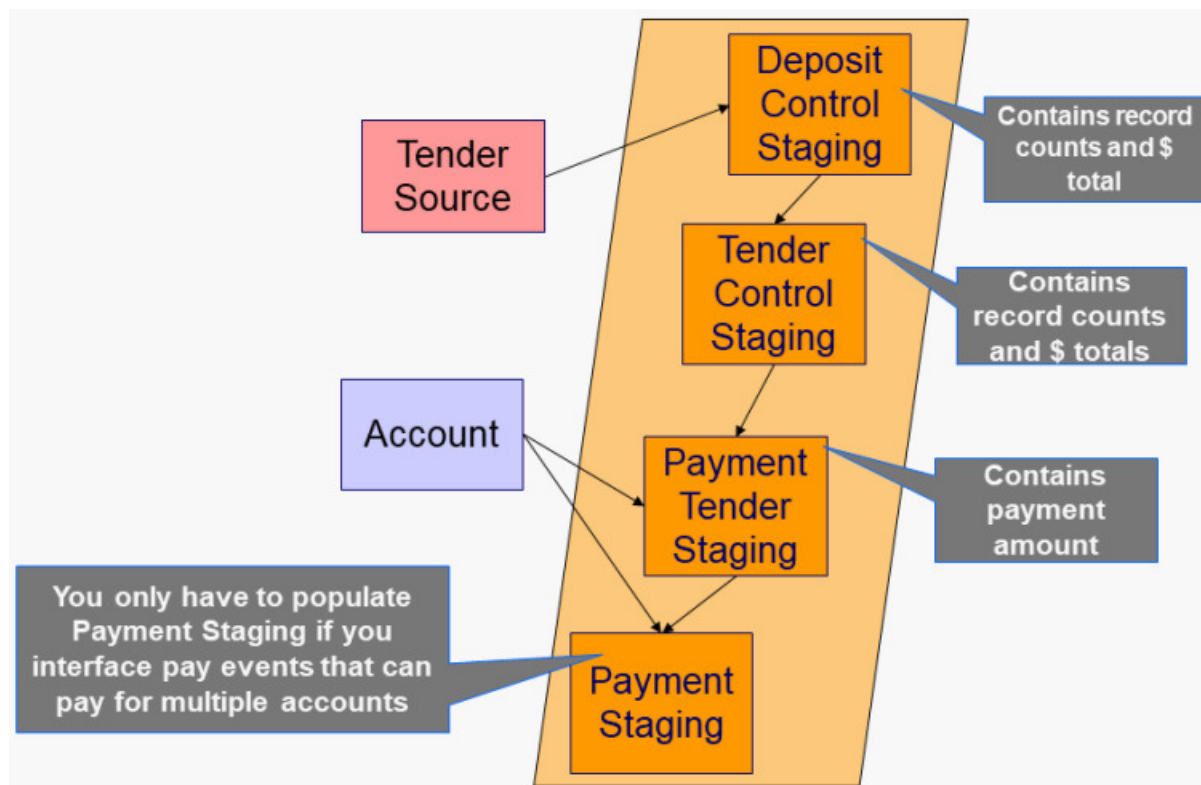 Deposit
Control
Staging
Contains record
counts and $
total
Tender
Source
Tender
Control
Staging
Contains
record counts
and $ totals
Account
Payment
Tender
Staging
Contains
payment
amount
You only have to populate
Payment Staging if you
interface pay events that can
pay for multiple accounts
Payment
Staging